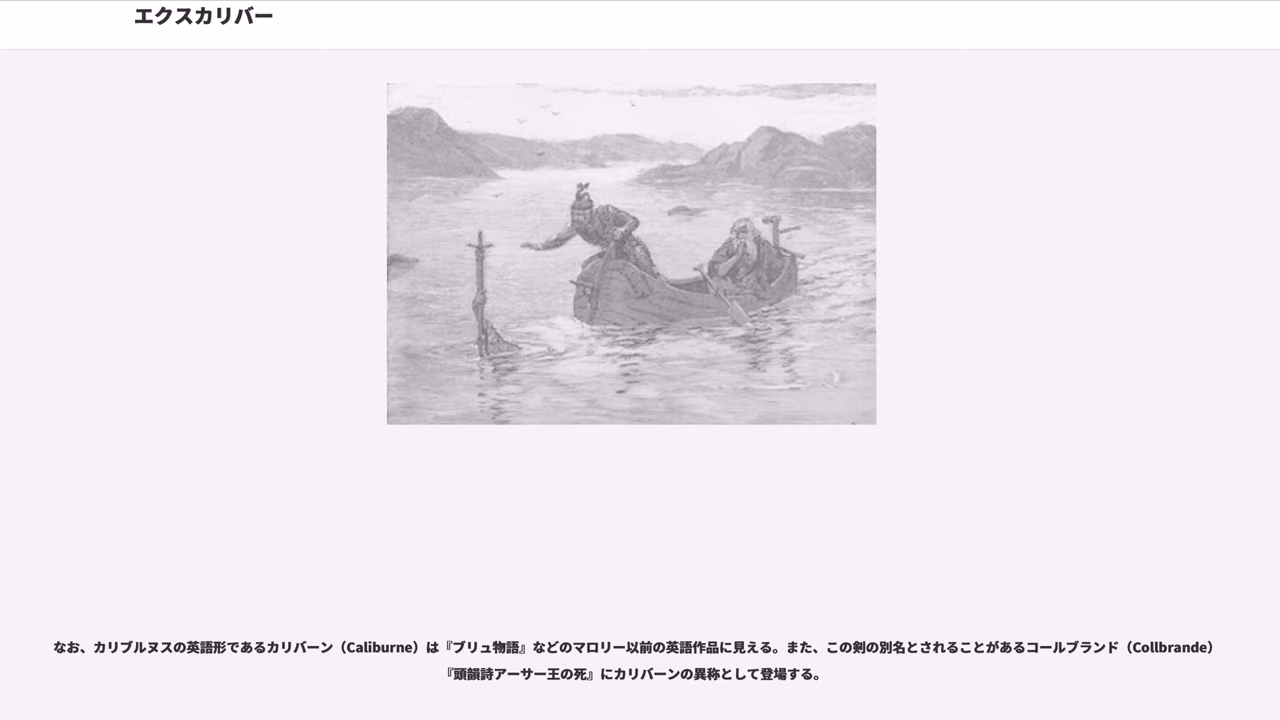 エクスカリバー
なお、カリブルヌスの英語形であるカリバーン（Caliburne）は『ブリュ物語』などのマロリー以前の英語作品に見える。また、この剣の別名とされることがあるコールブランド（Collbrande）
『頭韻詩アーサー王の死』にカリバーンの異称として登場する。